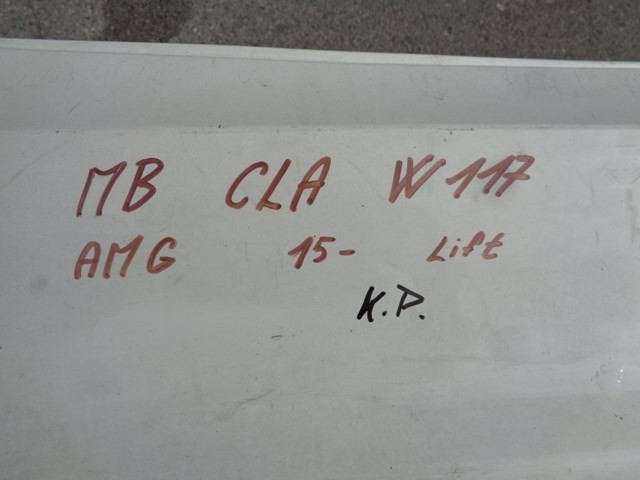 MB CLA W117
AMG 15- Lift
K.P.